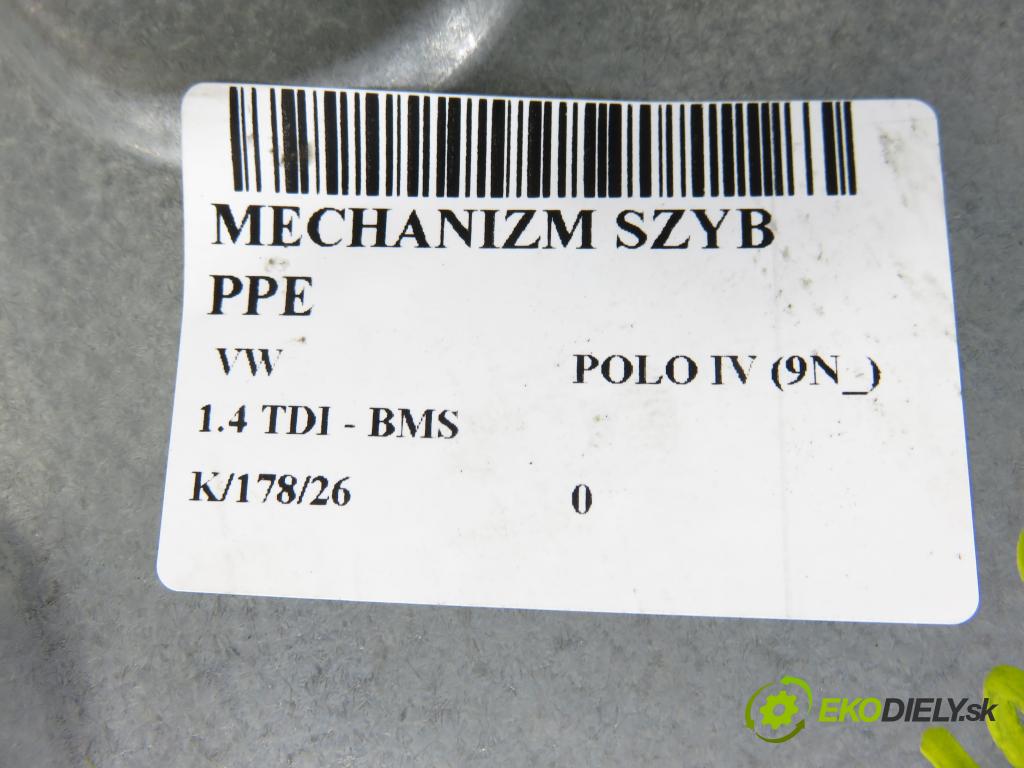 MECHANIZM SZYB
PPE
VW POLO IV (9N_)
1.4 TDI - BMS
K/178/26 0
EKODIELY.sk